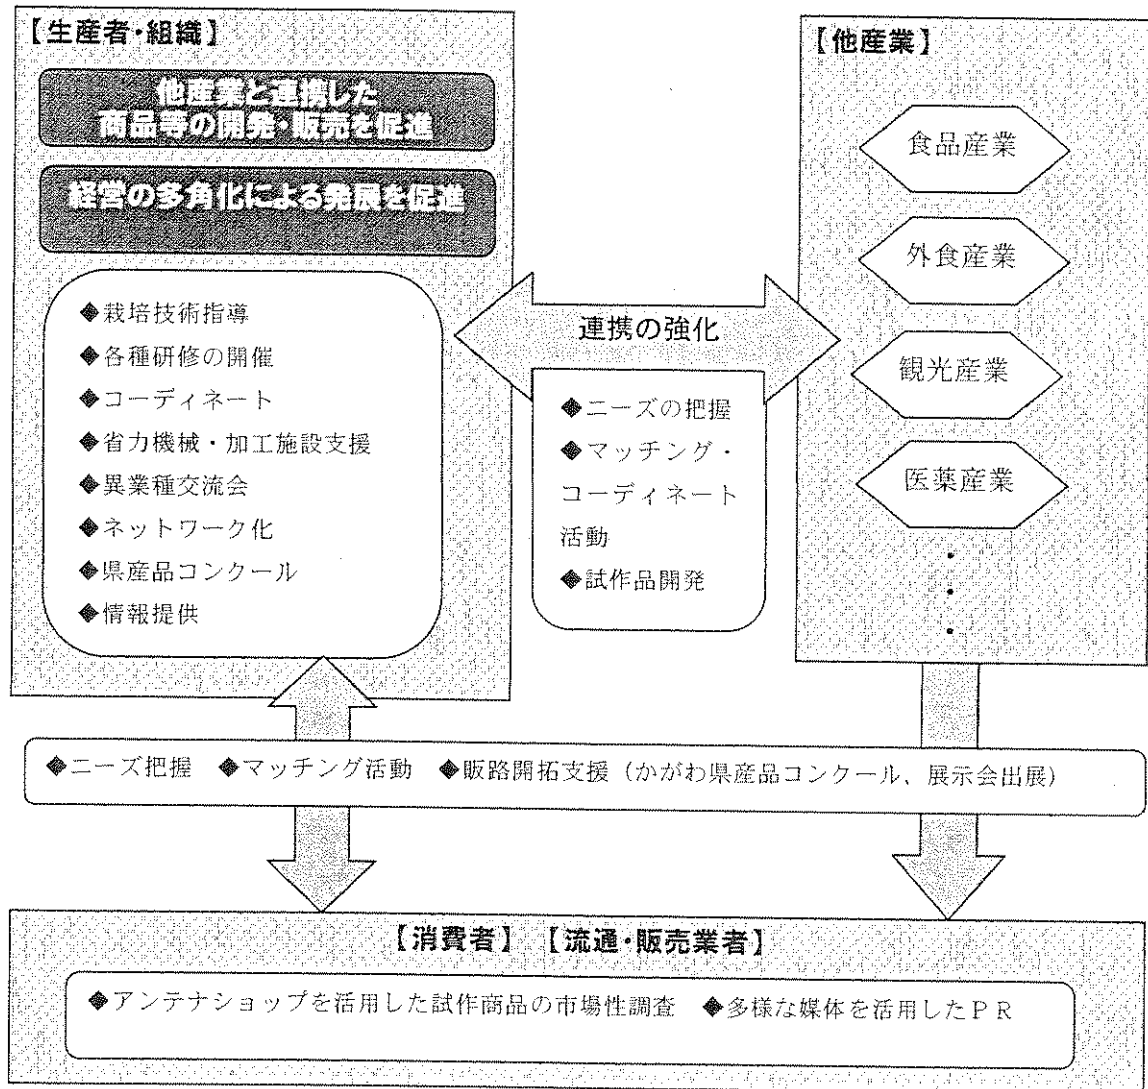 【生産者・組織】
他産業と連携した
商品等の開発・販売を促進
経営の多角化による発展を促進
◆栽培技術指導
◆各種研修の開催
◆コーディネート
◆省力機械・加工施設支援
◆異業種交流会
◆ネットワーク化
◆県産品コンクール
◆情報提供
連携の強化
◆ニーズの把握
◆マッチング・
コーディネート
活動
◆試作品開発
【他産業】
食品産業
外食産業
観光産業
医薬産業
・
・
・
◆ニーズ把握　◆マッチング活動　◆販路開拓支援（かがわ県産品コンクール、展示会出展）
【消費者】　【流通・販売業者】
◆アンテナショップを活用した試作商品の市場性調査　◆多様な媒体を活用したＰＲ